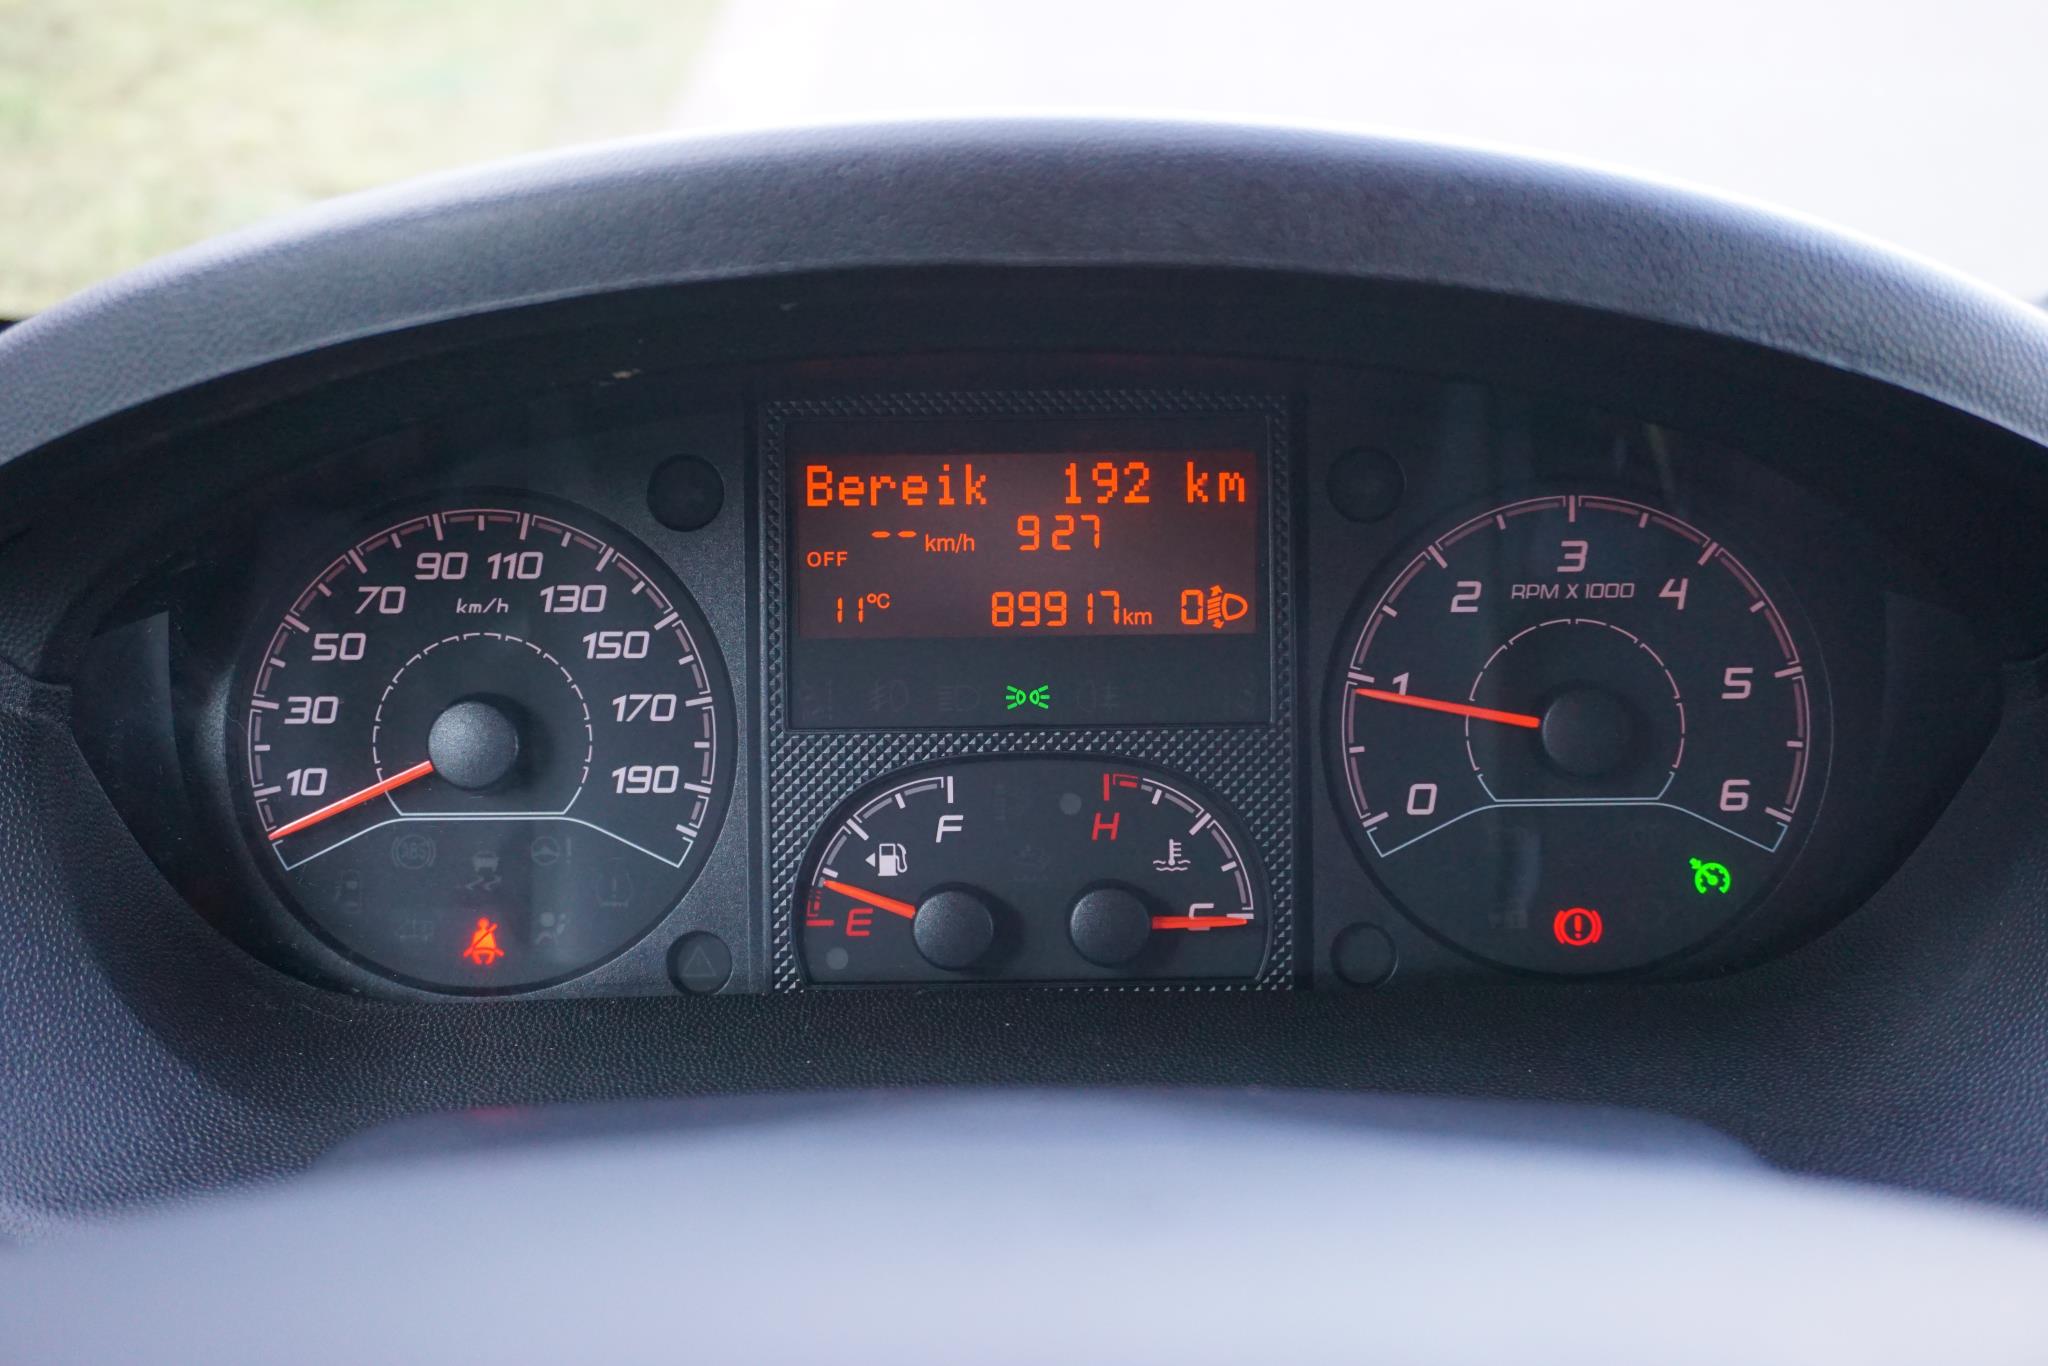 Bereik 192 km
OFF -- km/h 927
11°C 89917 km 0
10 30 50 70 90 110 130 150 170 190
km/h
0 1 2 3 4 5 6
RPM X 1000
F
E
H
C